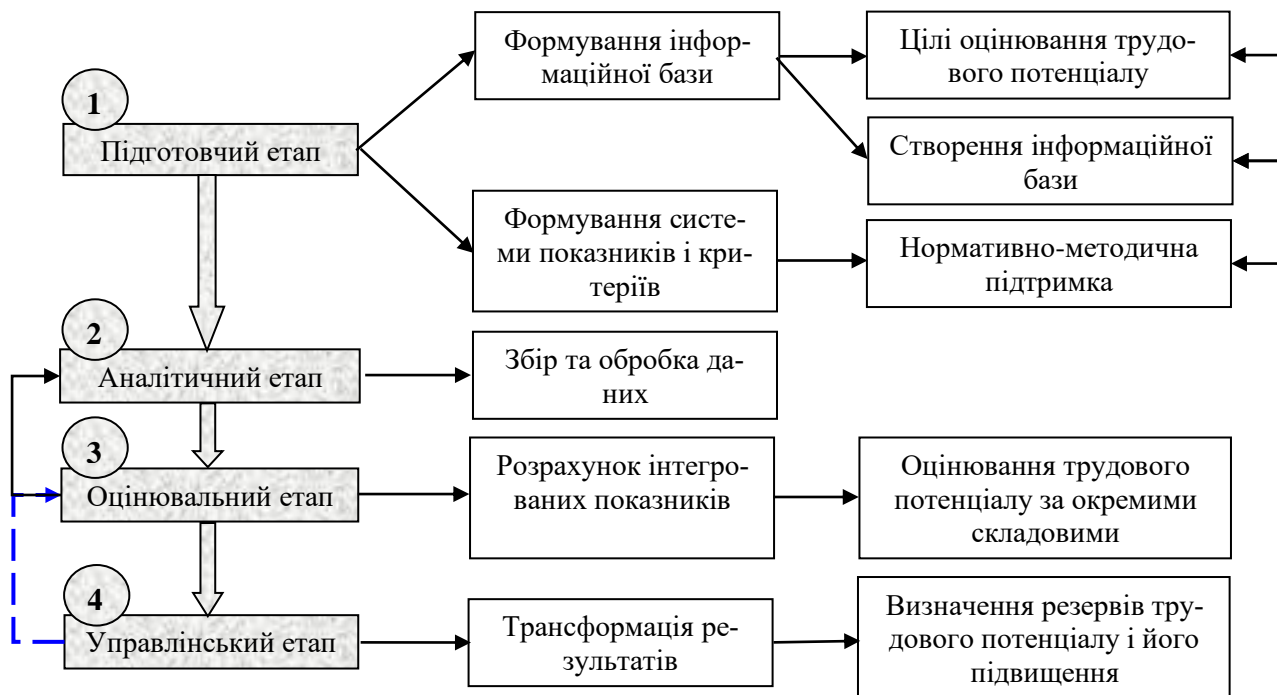 1
Підготовчий етап
Формування інфор-
маційної бази
Цілі оцінювання трудо-
вого потенціалу
Створення інформаційної
бази
Формування систе-
ми показників і кри-
теріїв
Нормативно-методична
підтримка
2
Аналітичний етап
Збір та обробка да-
них
3
Оцінювальний етап
Розрахунок інтегро-
ваних показників
Оцінювання трудового
потенціалу за окремими
складовими
4
Управлінський етап
Трансформація ре-
зультатів
Визначення резервів тру-
дового потенціалу і його
підвищення